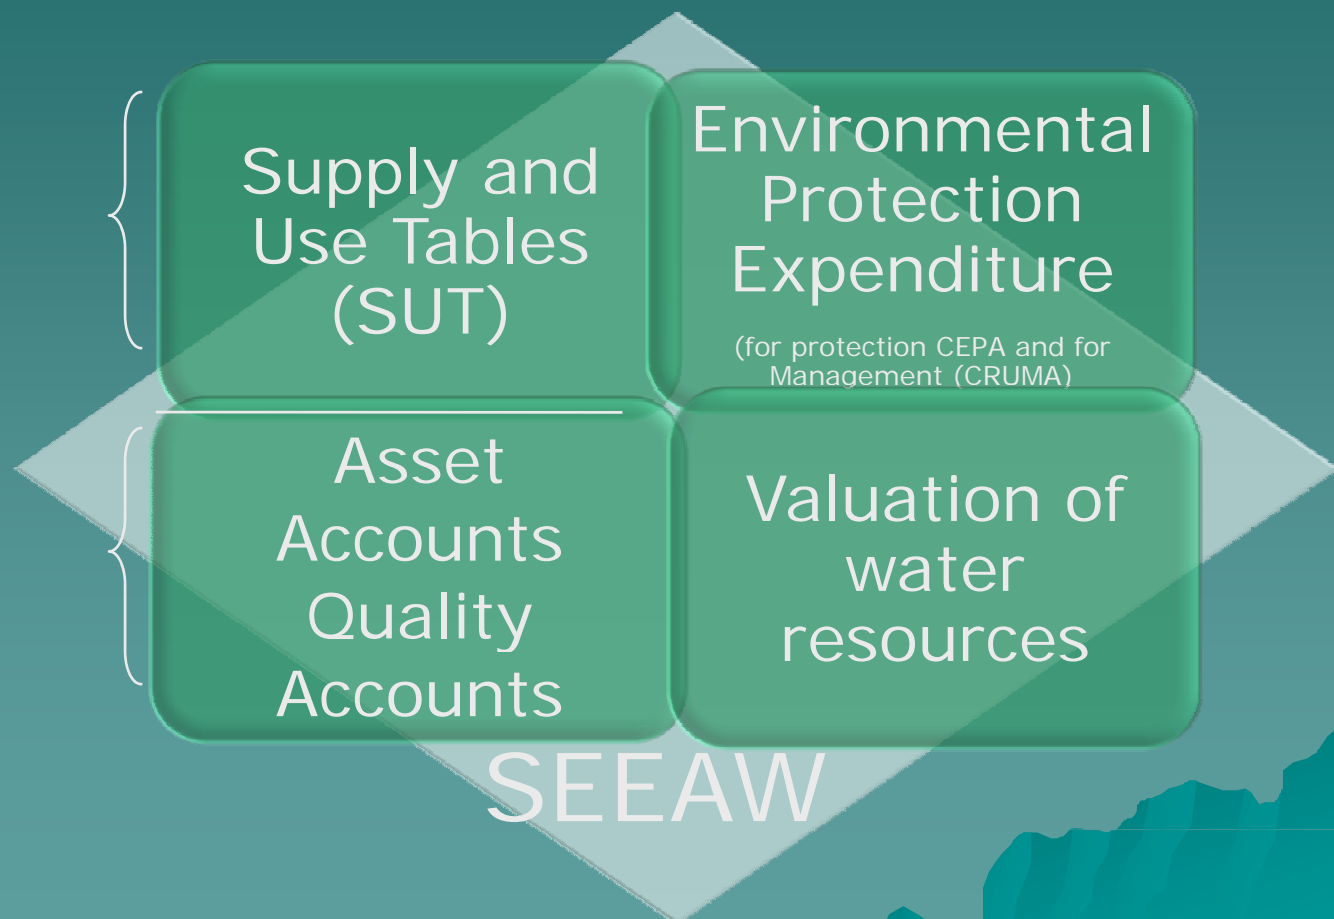 Supply and
Use Tables
(SUT)
Environmental
Protection
Expenditure
(for protection CEPA and for
Management (CRUMA)
Asset
Accounts
Quality
Accounts
Valuation of
water
resources
SEEAW